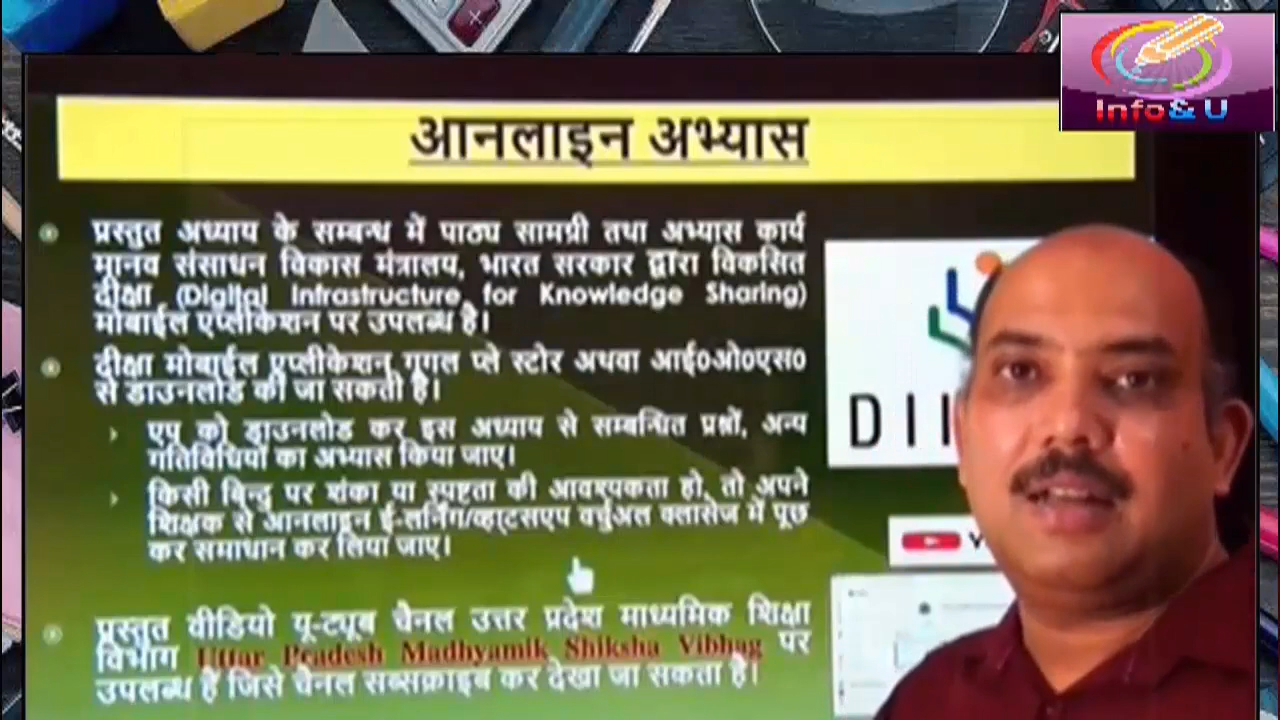 Info & U
आनलाइन अभ्यास
प्रस्तुत अध्याय के सम्बन्ध में पाठ्य सामग्री तथा अभ्यास कार्य
मानव संसाधन विकास मंत्रालय, भारत सरकार द्वारा विकसित
दीक्षा (Digital Infrastructure for Knowledge Sharing)
मोबाईल एप्लीकेशन पर उपलब्ध है।
दीक्षा मोबाईल एप्लीकेशन गूगल प्ले स्टोर अथवा आई०ओ०एस०
से डाउनलोड की जा सकती है।
एप को डाउनलोड कर इस अध्याय से सम्बन्धित प्रश्नों, अन्य
गतिविधियों का अभ्यास किया जाए।
किसी बिन्दु पर शंका या स्पष्टता की आवश्यकता हो, तो अपने
शिक्षक से आनलाइन ई-लर्निंग/व्हाट्सएप वर्चुअल क्लासेज में पूछ
कर समाधान कर लिया जाए।
प्रस्तुत वीडियो यू-ट्यूब चैनल उत्तर प्रदेश माध्यमिक शिक्षा
विभाग Uttar Pradesh Madhyamik Shiksha Vibhag पर
उपलब्ध है जिसे चैनल सब्सक्राइब कर देखा जा सकता है।